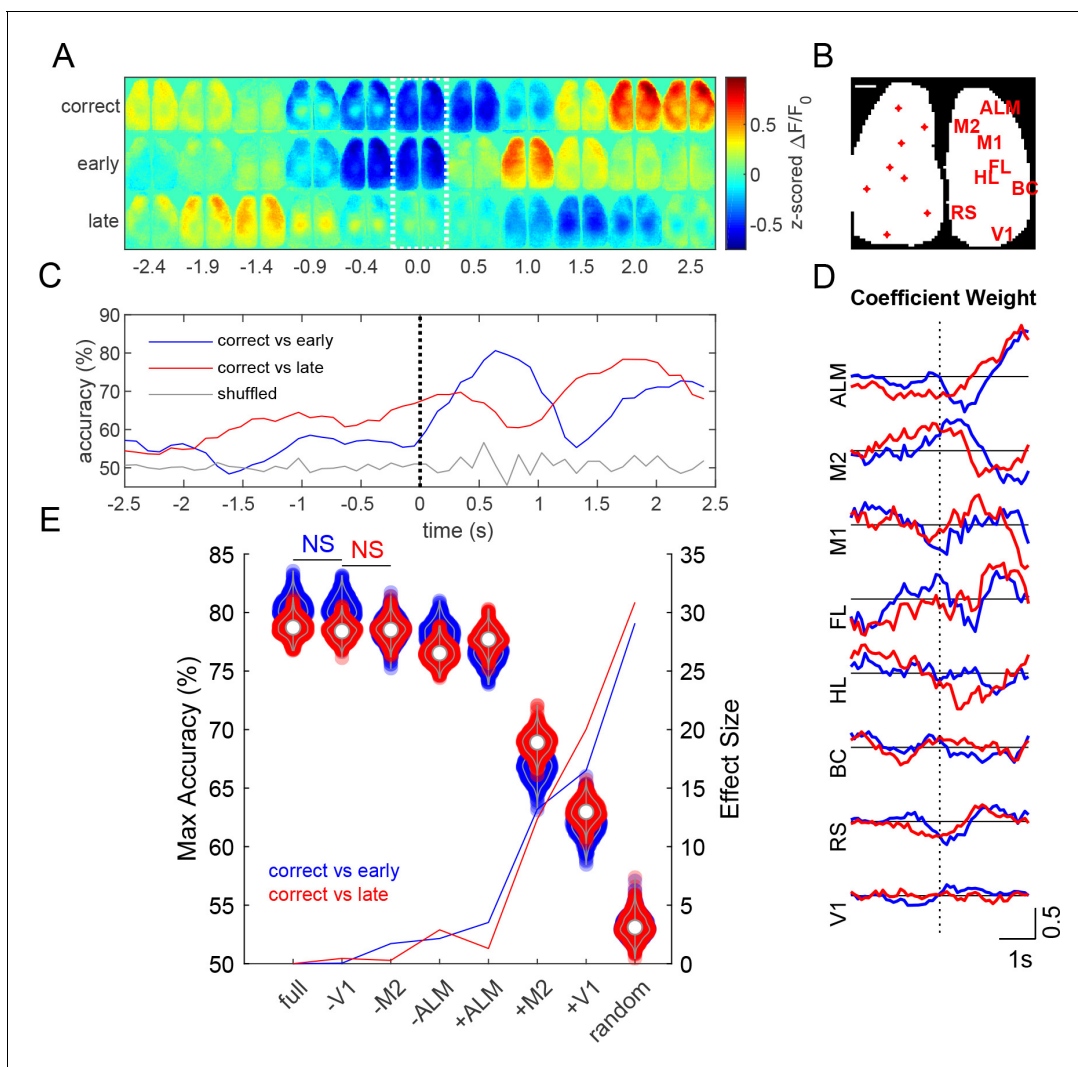 A
correct
early
late
-2.4 -1.9 -1.4 -0.9 -0.4 0.0 0.5 1.0 1.5 2.0 2.5
0.5
0
-0.5
z-scored ΔF/F0
B
ALM
M2
M1
FL
HL
BC
RS
V1
C
90
80
70
60
50
accuracy (%)
correct vs early
correct vs late
shuffled
-2.5 -2 -1.5 -1 -0.5 0 0.5 1 1.5 2 2.5
time (s)
D
Coefficient Weight
ALM
M2
M1
FL
HL
BC
RS
V1
0.5
1s
E
NS NS
85
80
75
70
65
60
55
50
Max Accuracy (%)
35
30
25
20
15
10
5
0
Effect Size
correct vs early
correct vs late
full -V1 -M2 -ALM +ALM +M2 +V1 random